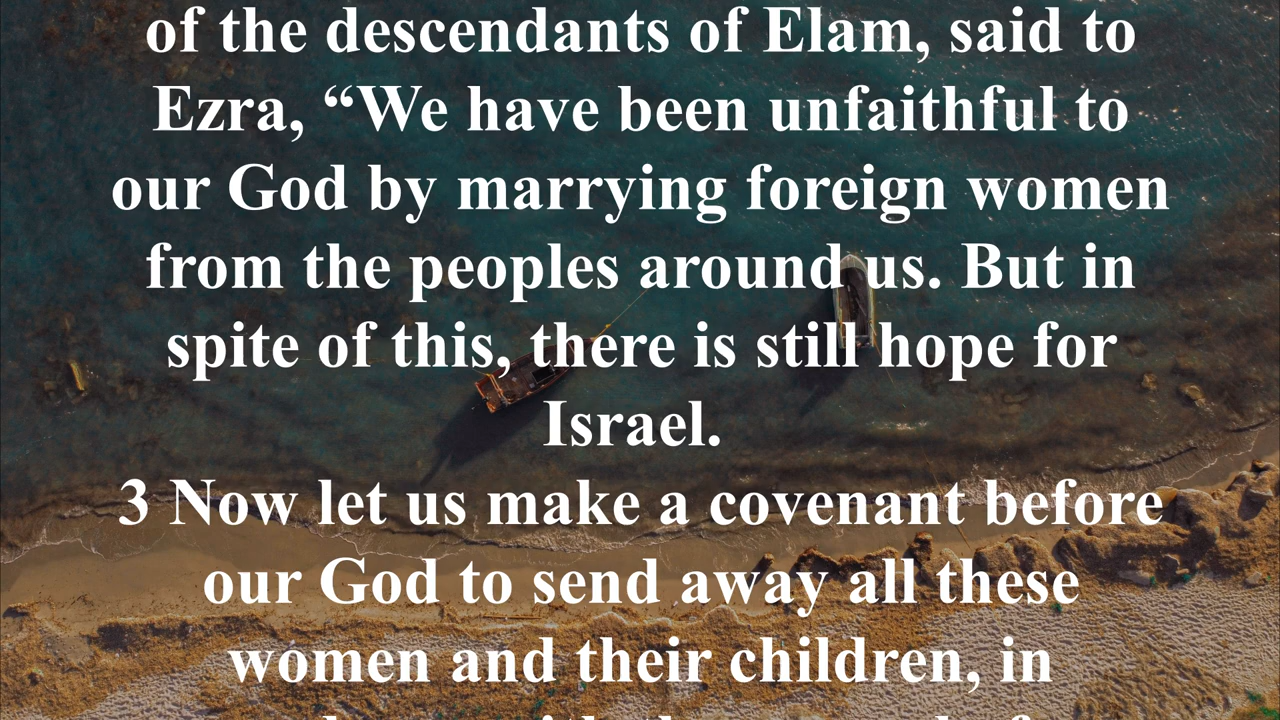 of the descendants of Elam, said to
Ezra, “We have been unfaithful to
our God by marrying foreign women
from the peoples around us. But in
spite of this, there is still hope for
Israel.
3 Now let us make a covenant before
our God to send away all these
women and their children, in